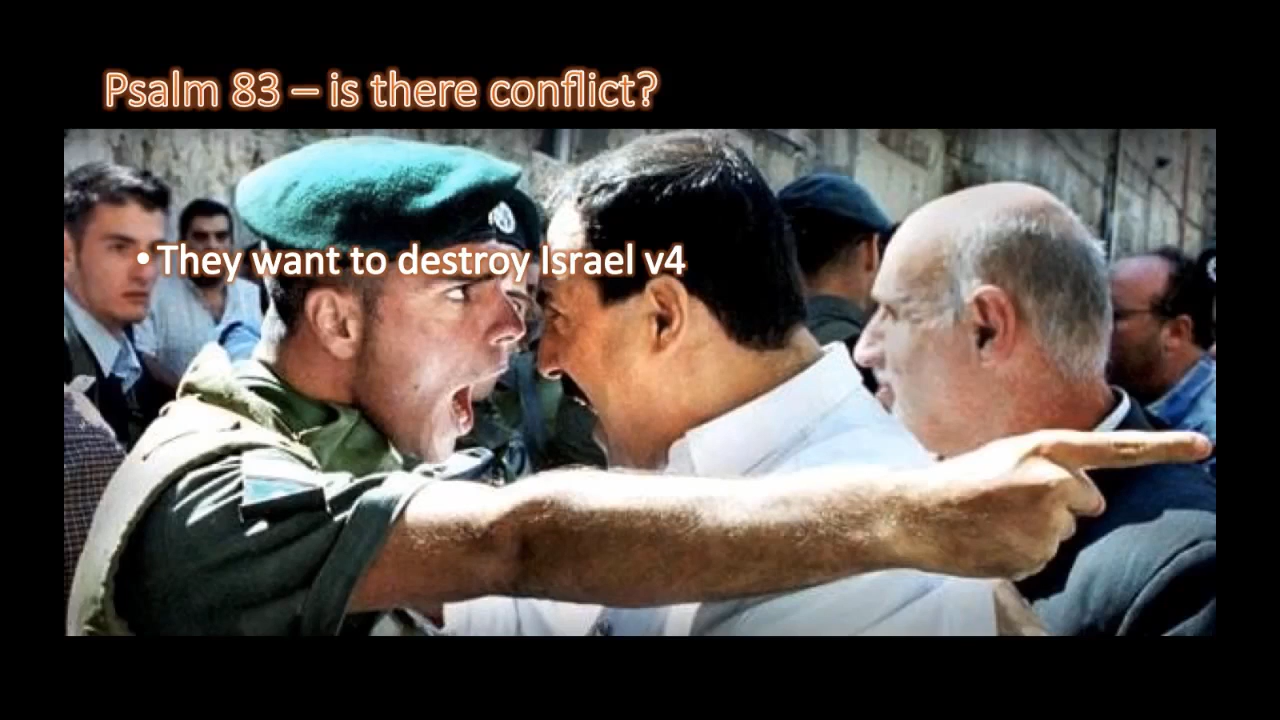 Psalm 83 – is there conflict?
• They want to destroy Israel v4